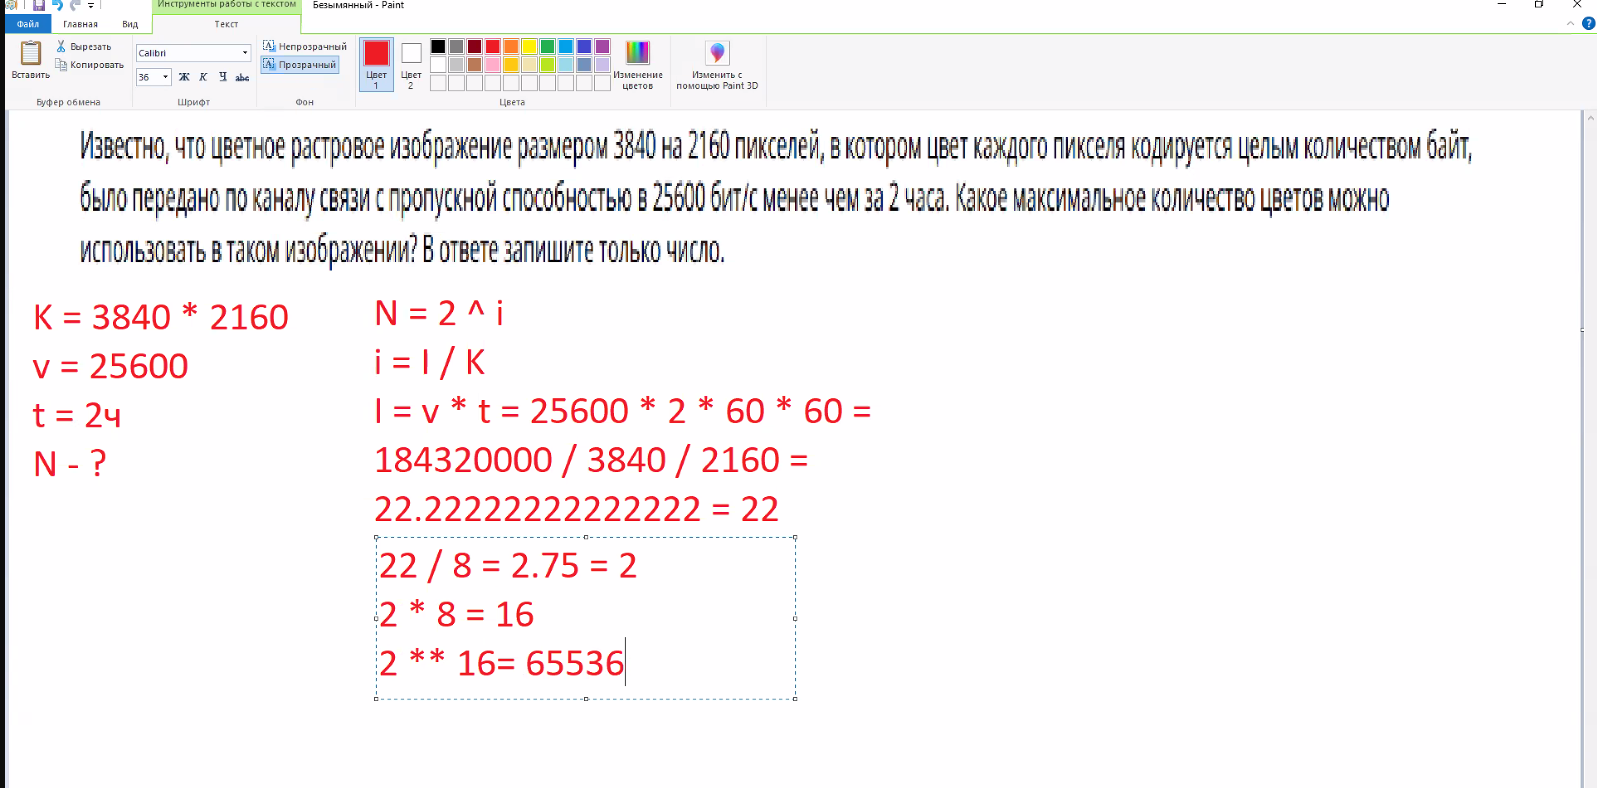 Инструменты работы с текстом
Безымянный - Paint
Файл Главная Вид Текст
Вставить
Вырезать
Копировать
Буфер обмена
Calibri
36 Ж К Ч abc
Шрифт
Непрозрачный
Прозрачный
Фон
Цвет 1
Цвет 2
Изменение цветов
Цвета
Изменить с помощью Paint 3D
Известно, что цветное растровое изображение размером 3840 на 2160 пикселей, в котором цвет каждого пикселя кодируется целым количеством байт,
было передано по каналу связи с пропускной способностью в 25600 бит/с менее чем за 2 часа. Какое максимальное количество цветов можно
использовать в таком изображении? В ответе запишите только число.
K = 3840 * 2160
v = 25600
t = 2ч
N - ?
N = 2 ^ i
i = I / K
I = v * t = 25600 * 2 * 60 * 60 =
184320000 / 3840 / 2160 =
22.22222222222222 = 22
22 / 8 = 2.75 = 2
2 * 8 = 16
2 ** 16= 65536